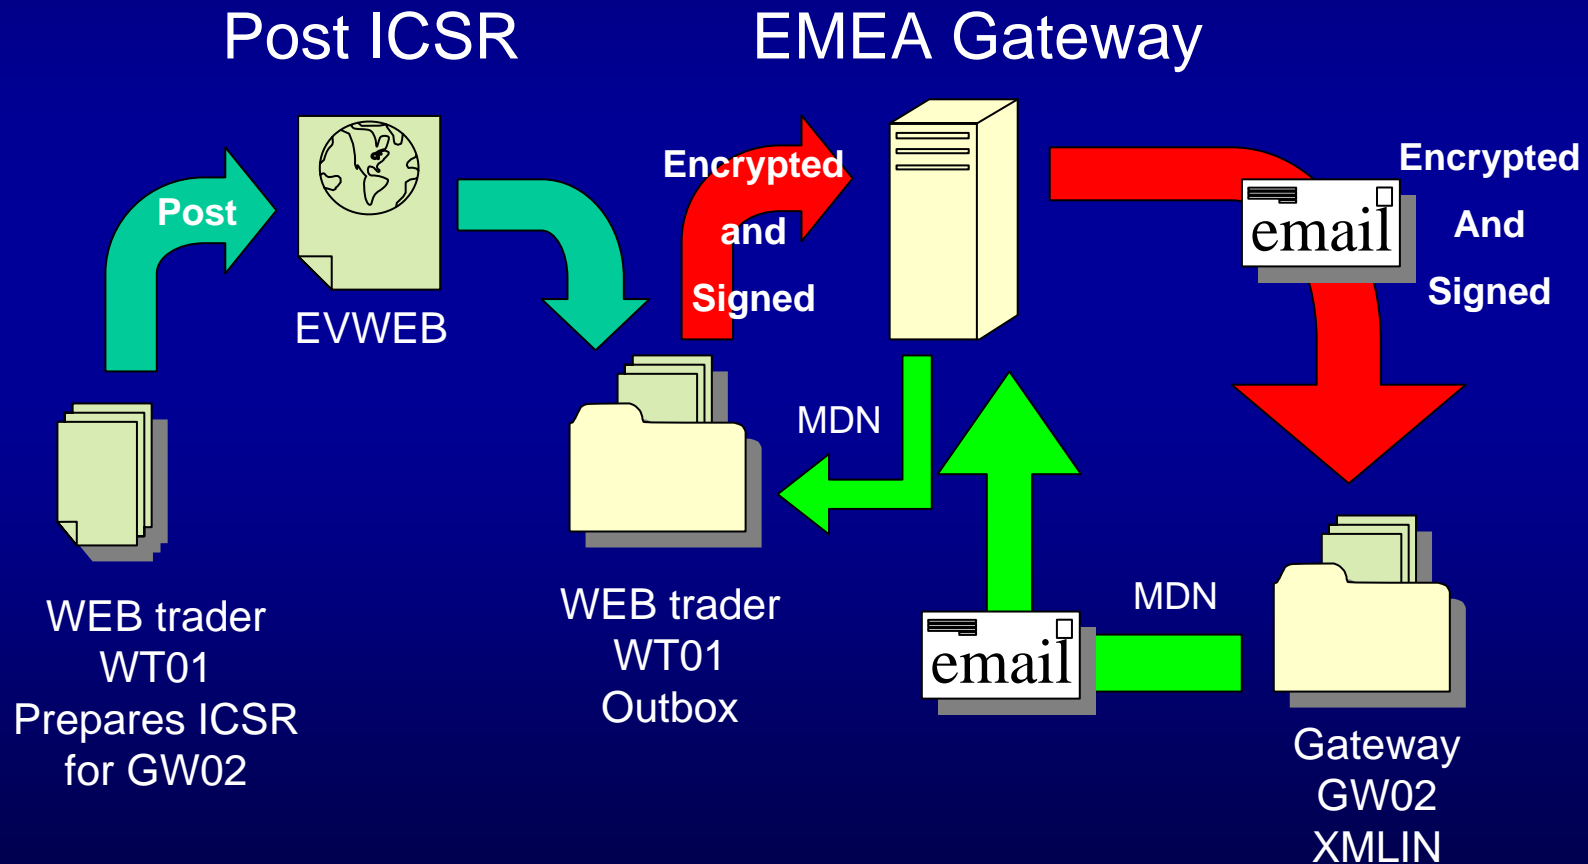 Post ICSR
EMEA Gateway
Post
EVWEB
Encrypted
and
Signed
email
Encrypted
And
Signed
MDN
WEB trader
WT01
Prepares ICSR
for GW02
WEB trader
WT01
Outbox
email
MDN
Gateway
GW02
XMLIN